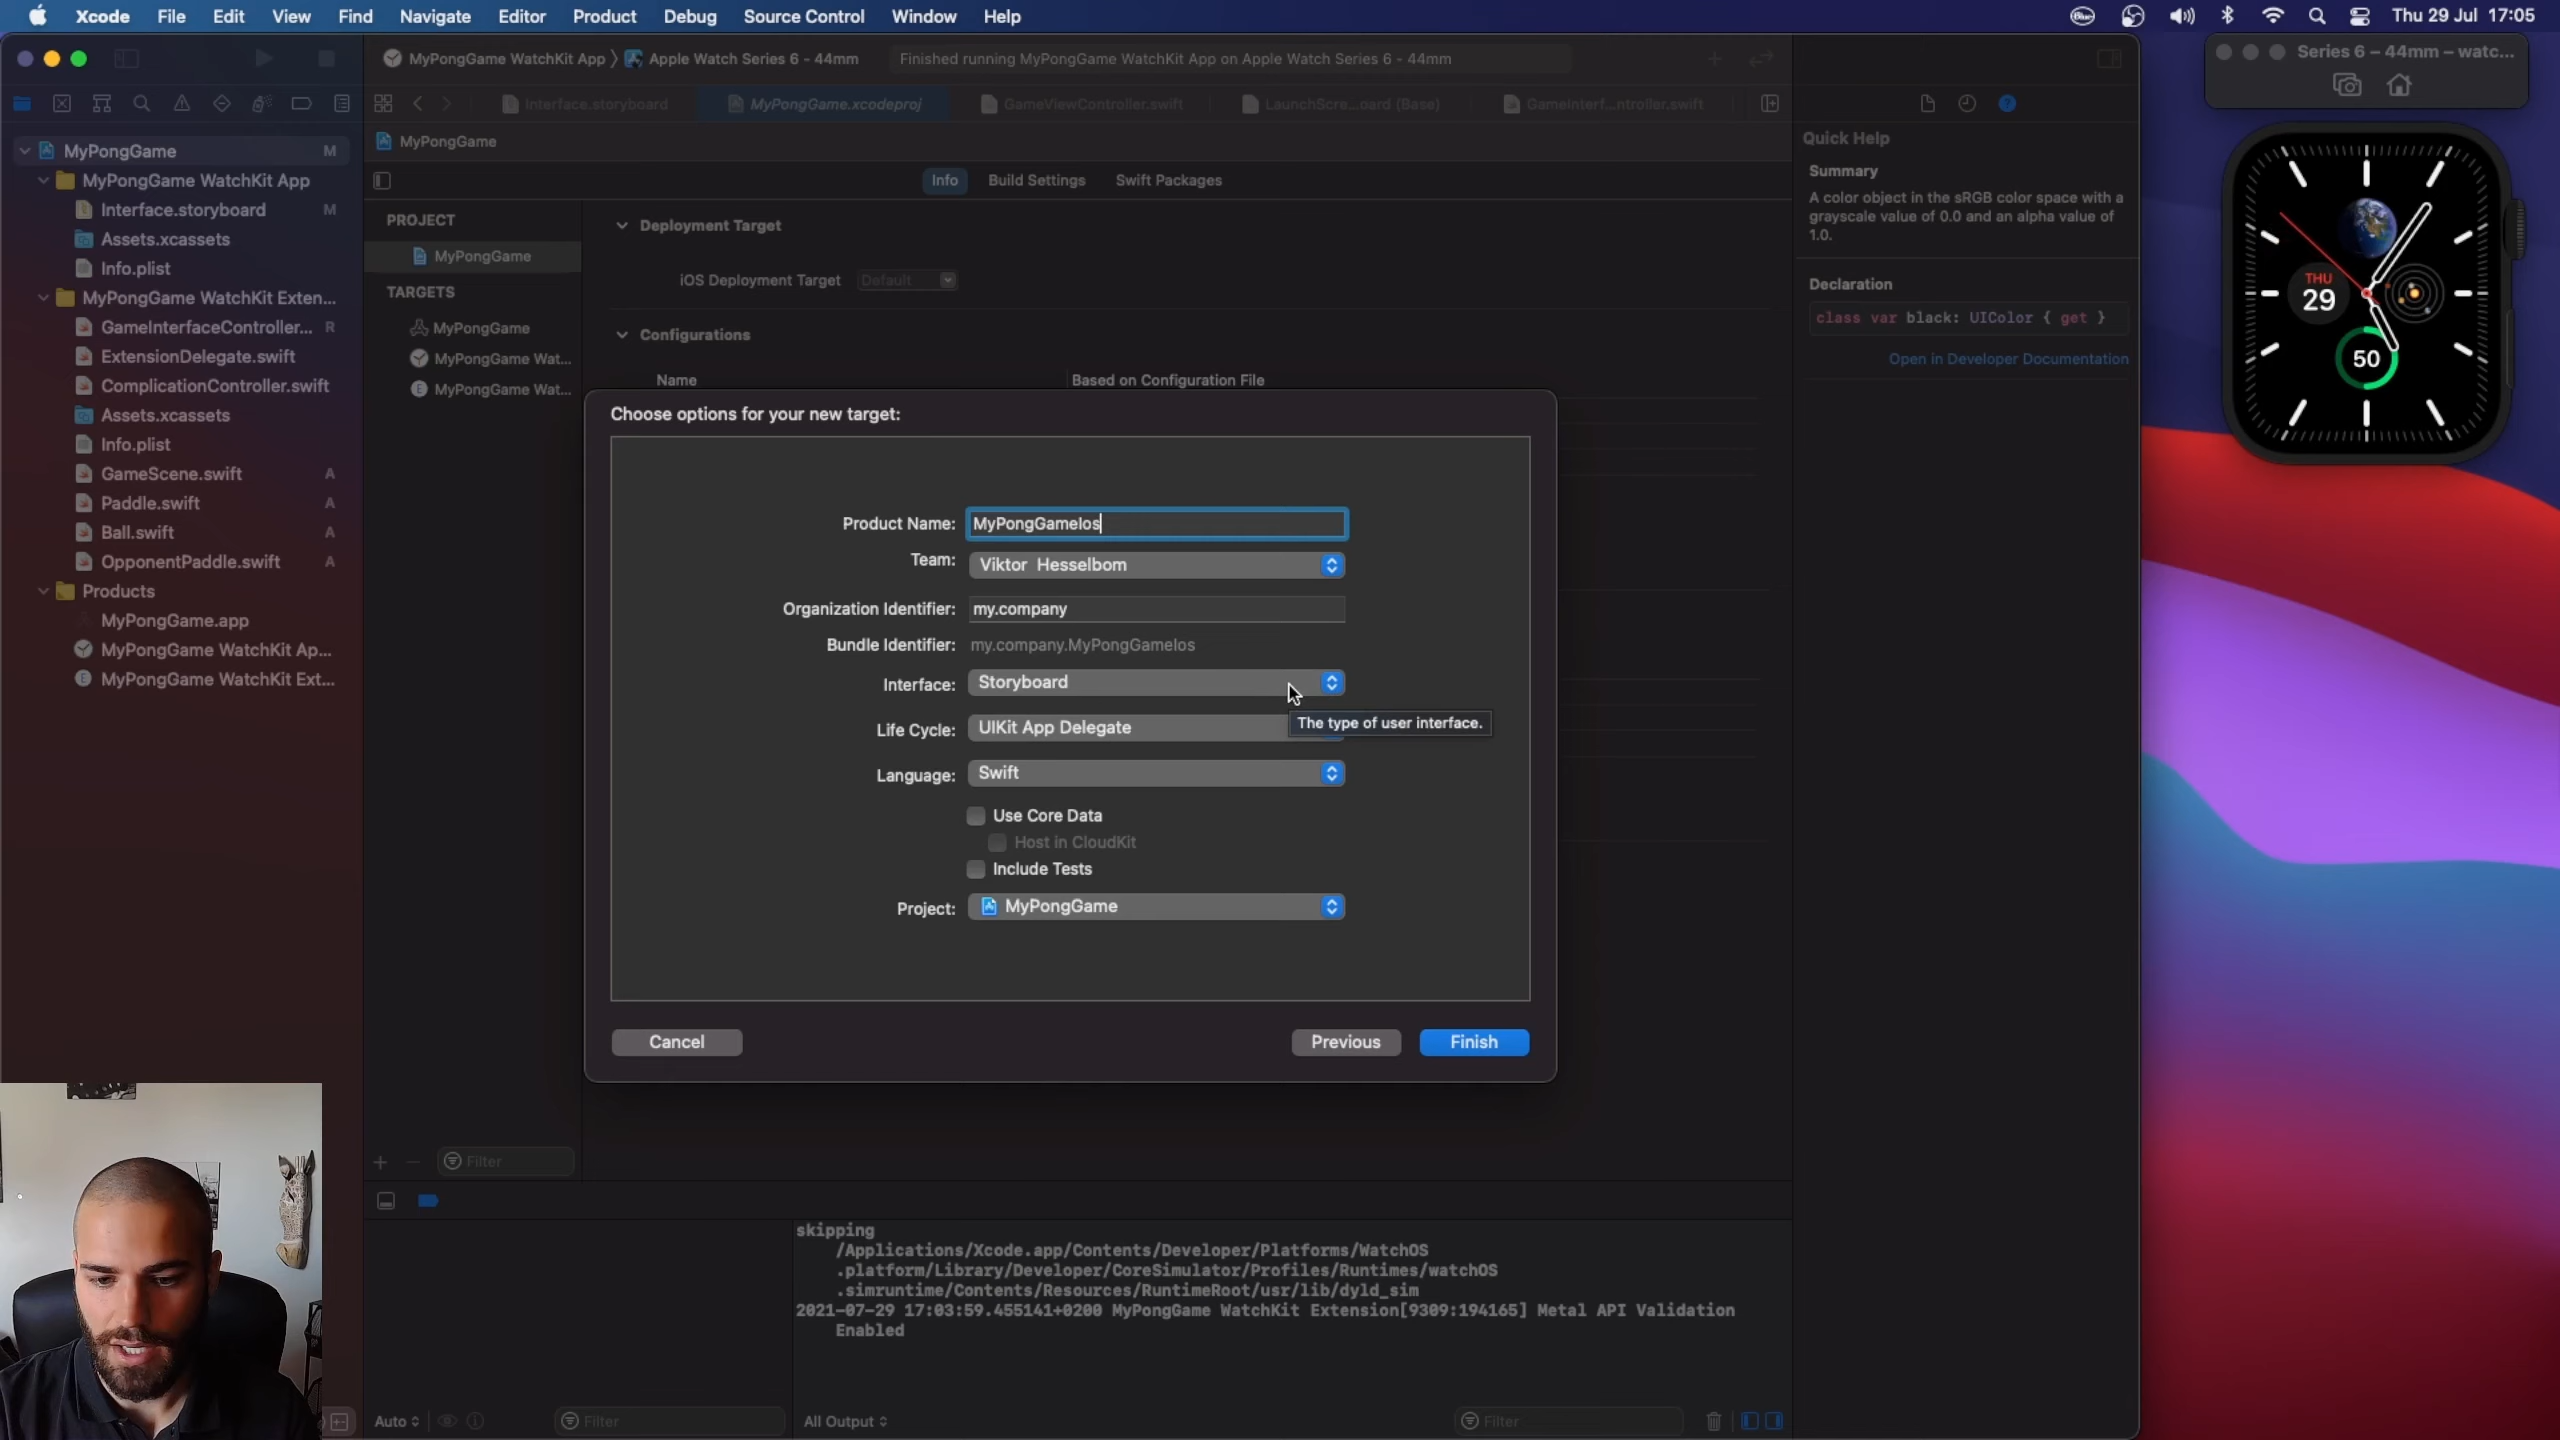 Xcode File Edit View Find Navigate Editor Product Debug Source Control Window Help
Thu 29 Jul 17:05
MyPongGame WatchKit App 〉 Apple Watch Series 6 - 44mm
Finished running MyPongGame WatchKit App on Apple Watch Series 6 - 44mm
Series 6 – 44mm – watc...
Interface.storyboard
MyPongGame.xcodeproj
GameViewController.swift
LaunchScre...oard (Base)
GameInterf...ntroller.swift
MyPongGame
MyPongGame M
MyPongGame WatchKit App
Interface.storyboard M
Assets.xcassets
Info.plist
MyPongGame WatchKit Exten...
GameInterfaceController... R
ExtensionDelegate.swift
ComplicationController.swift
Assets.xcassets
Info.plist
GameScene.swift A
Paddle.swift A
Ball.swift A
OpponentPaddle.swift A
Products
MyPongGame.app
MyPongGame WatchKit Ap...
MyPongGame WatchKit Ext...
Info Build Settings Swift Packages
PROJECT
MyPongGame
TARGETS
MyPongGame
MyPongGame Wat...
MyPongGame Wat...
Deployment Target
iOS Deployment Target Default
Configurations
Name Based on Configuration File
Choose options for your new target:
Product Name: MyPongGameIos
Team: Viktor Hesselbom
Organization Identifier: my.company
Bundle Identifier: my.company.MyPongGameIos
Interface: Storyboard
The type of user interface.
Life Cycle: UIKit App Delegate
Language: Swift
Use Core Data
Host in CloudKit
Include Tests
Project: MyPongGame
Cancel Previous Finish
Quick Help
Summary
A color object in the sRGB color space with a
grayscale value of 0.0 and an alpha value of
1.0.
Declaration
class var black: UIColor { get }
Open in Developer Documentation
THU
29
50
Filter
skipping
/Applications/Xcode.app/Contents/Developer/Platforms/WatchOS
.platform/Library/Developer/CoreSimulator/Profiles/Runtimes/watchOS
.simruntime/Contents/Resources/RuntimeRoot/usr/lib/dyld_sim
2021-07-29 17:03:59.455141+0200 MyPongGame WatchKit Extension[9309:194165] Metal API Validation
Enabled
Auto
Filter
All Output
Filter